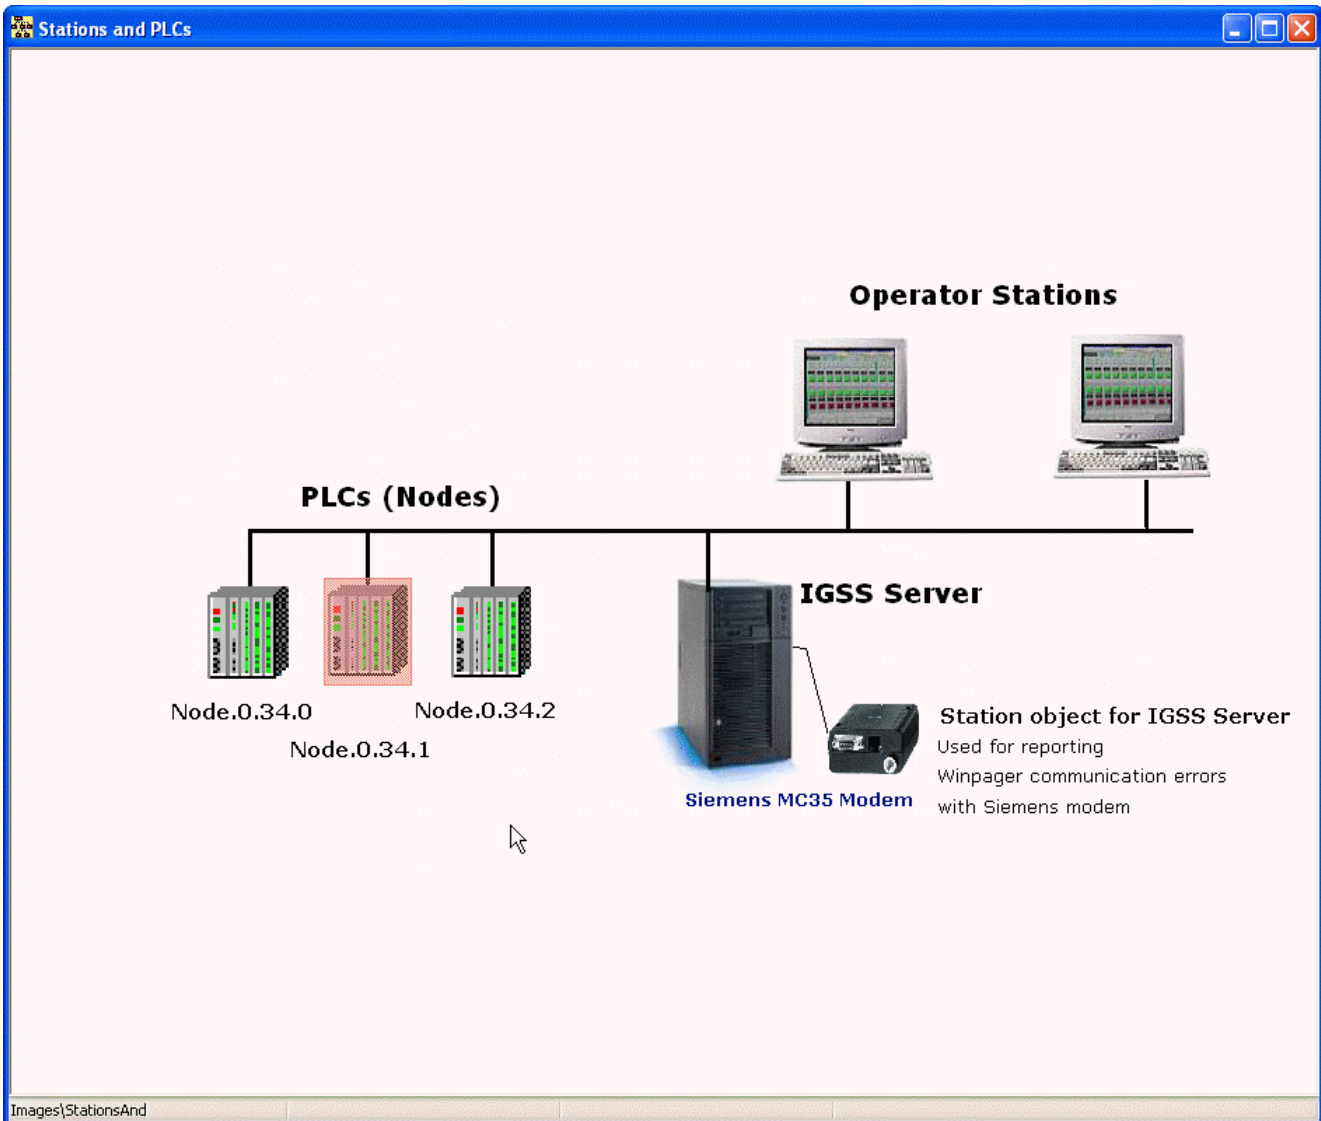 Stations and PLCs
Operator Stations
PLCs (Nodes)
IGSS Server
Node.0.34.0
Node.0.34.2
Node.0.34.1
Station object for IGSS Server
Used for reporting
Winpager communication errors
with Siemens modem
Siemens MC35 Modem
Images\StationsAnd